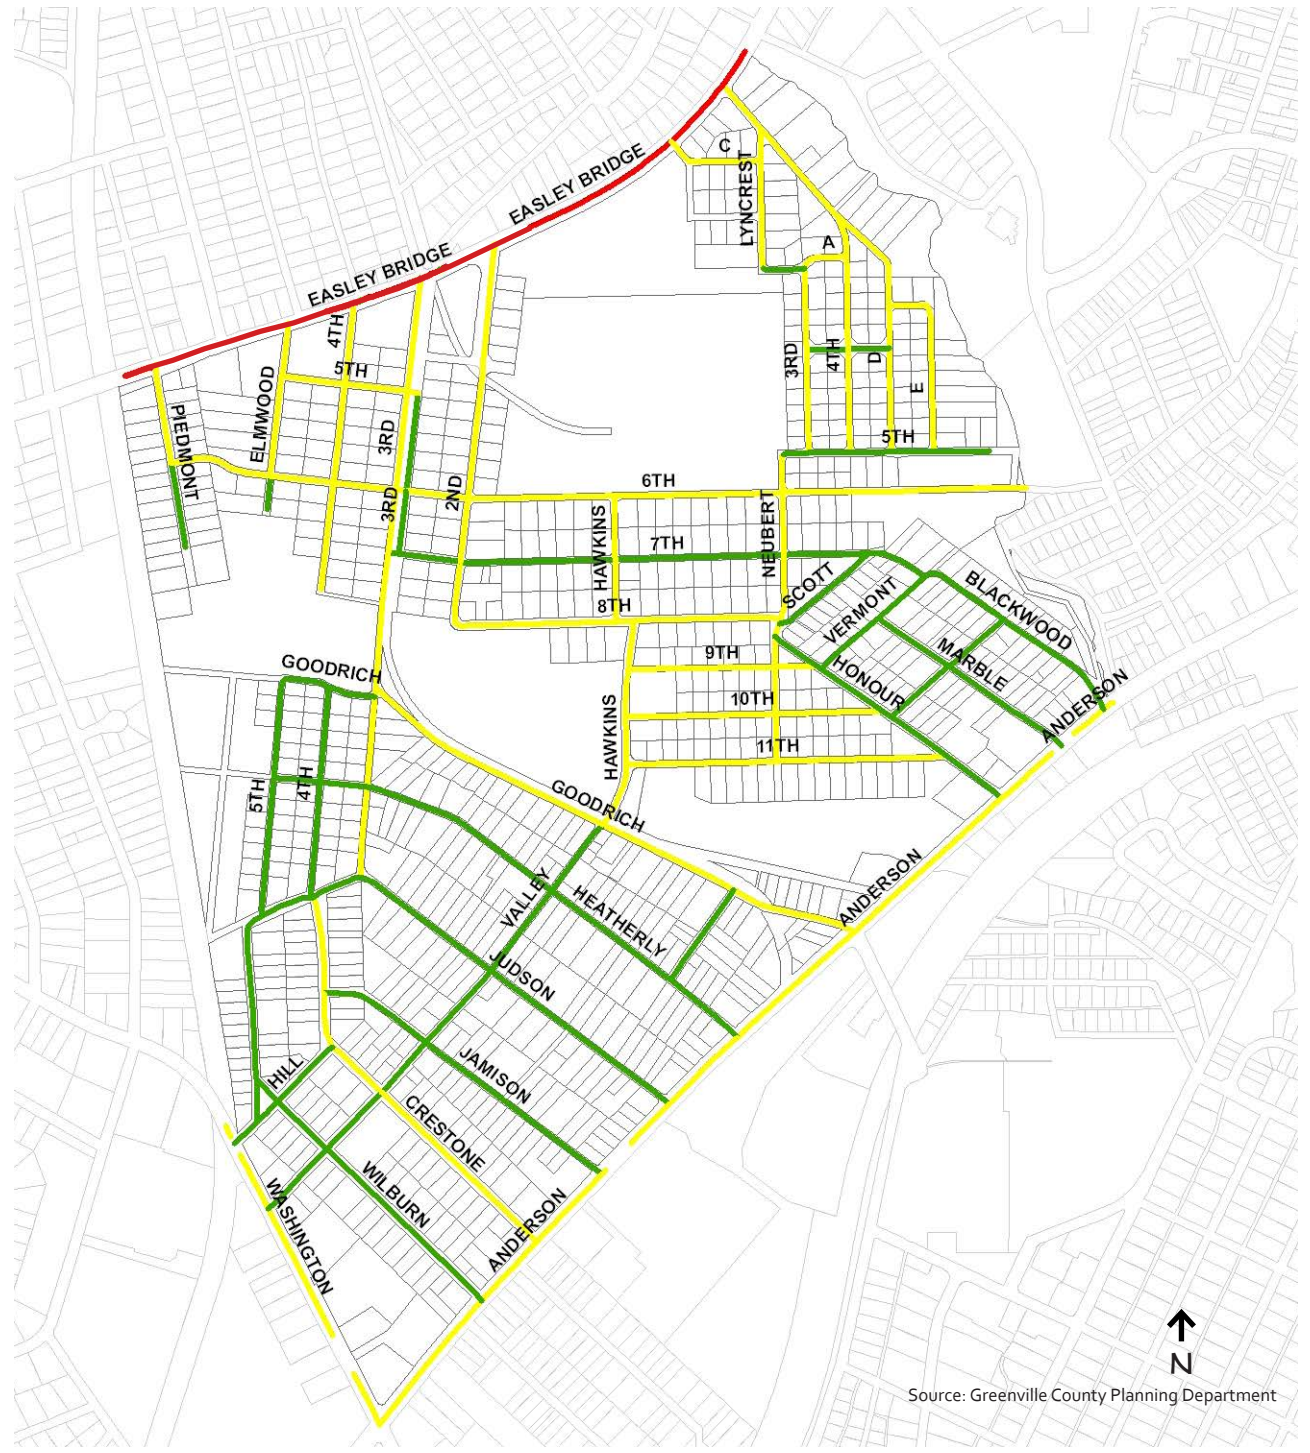 C
EASLEY BRIDGE
LYNCREST
A
EASLEY BRIDGE
4TH
3RD
4TH
D
5TH
E
PIEDMONT
ELMWOOD
3RD
5TH
2ND
3RD
6TH
HAWKINS
NEUBERT
7TH
SCOTT
VERMONT
BLACKWOOD
8TH
MARBLE
9TH
HONOUR
GOODRICH
10TH
ANDERSON
HAWKINS
11TH
5TH
4TH
GOODRICH
ANDERSON
VALLEY
HEATHERLY
JUDSON
HILL
JAMISON
CRESTONE
WILBURN
WASHINGTON
ANDERSON
N
Source: Greenville County Planning Department